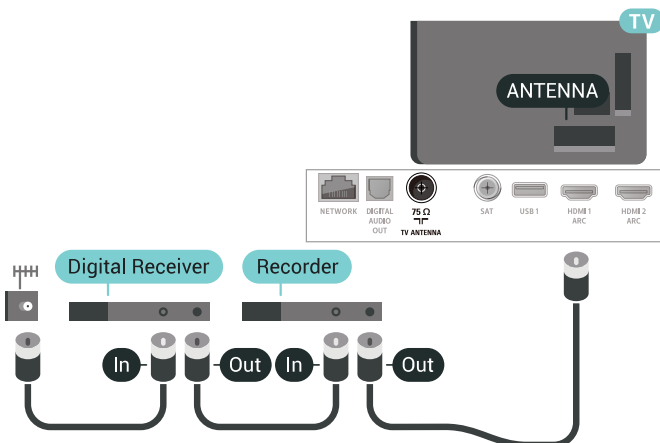 TV
ANTENNA
NETWORK
DIGITAL
AUDIO
OUT
75 Ω
TV ANTENNA
SAT
USB 1
HDMI 1
ARC
HDMI 2
ARC
Digital Receiver
Recorder
In
Out
In
Out